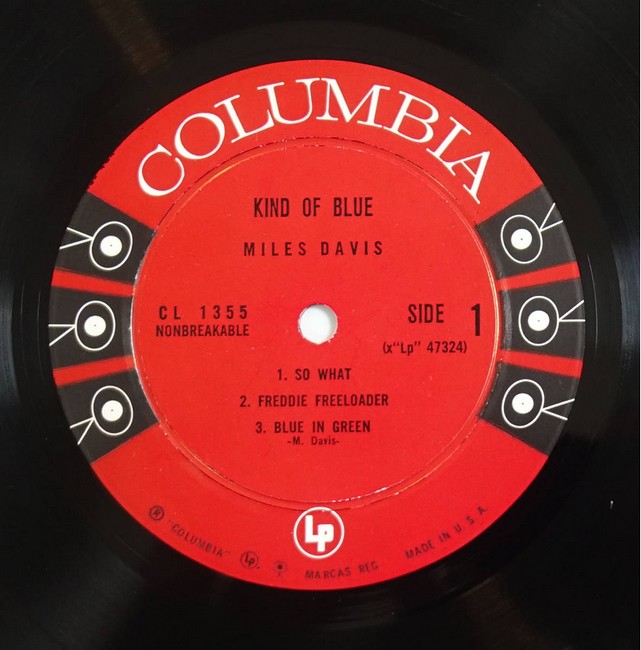 COLUMBIA
KIND OF BLUE
MILES DAVIS
CL 1355
NONBREAKABLE
SIDE 1
(x"Lp" 47324)
1. SO WHAT
2. FREDDIE FREELOADER
3. BLUE IN GREEN
-M. Davis-
Lp
® "COLUMBIA" Lp MARCAS REG. MADE IN U.S.A.